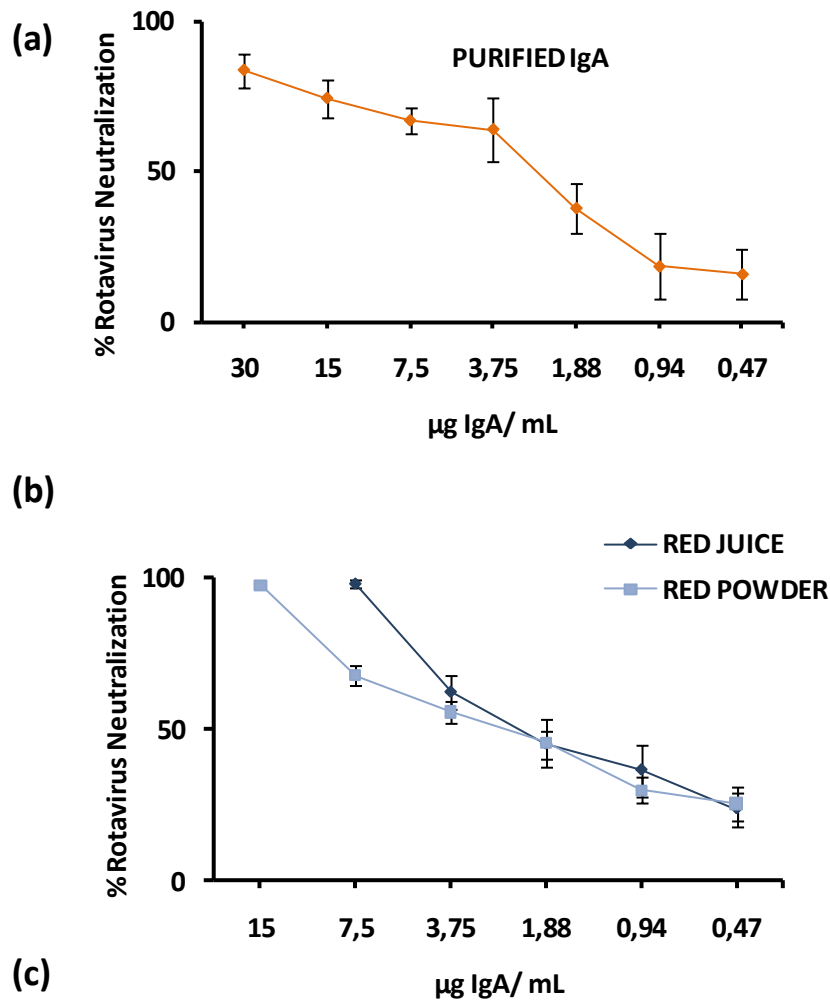 (a)
PURIFIED IgA
% Rotavirus Neutralization
100
50
0
30 15 7,5 3,75 1,88 0,94 0,47
µg IgA/ mL
(b)
RED JUICE
RED POWDER
% Rotavirus Neutralization
100
50
0
15 7,5 3,75 1,88 0,94 0,47
µg IgA/ mL
(c)